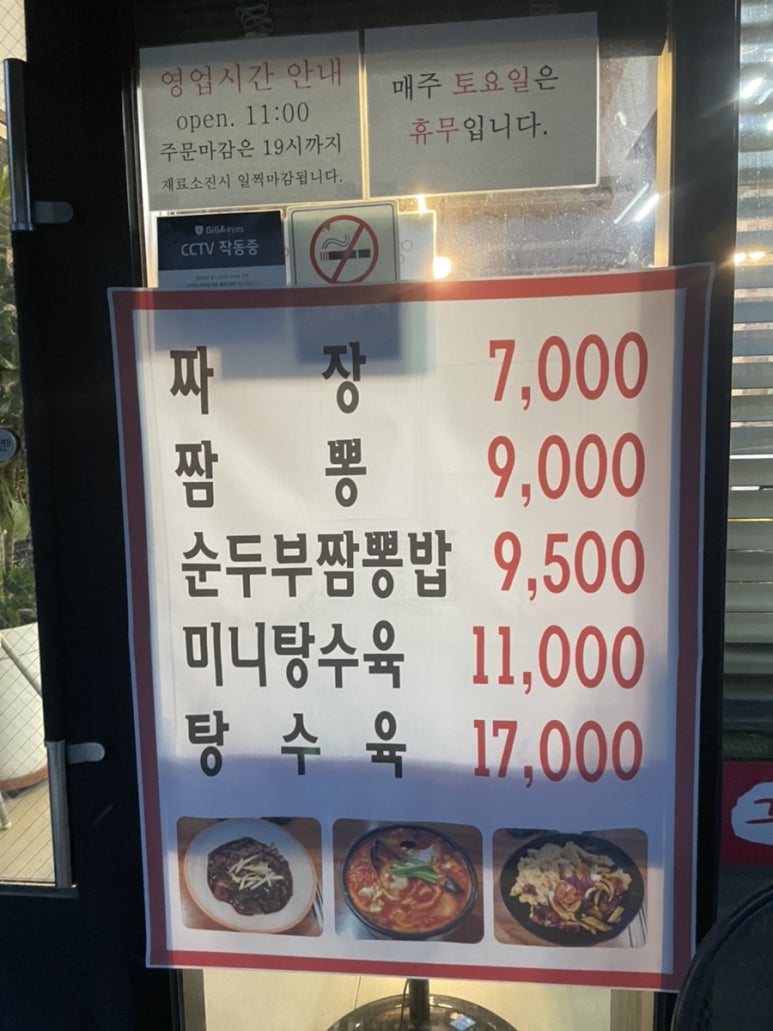 영업시간 안내
open. 11:00
주문마감은 19시까지
재료소진시 일찍마감됩니다.
매주 토요일은
휴무입니다.
GiGA eyes
CCTV 작동중
짜 장 7,000
짬 뽕 9,000
순두부짬뽕밥 9,500
미니탕수육 11,000
탕 수 육 17,000